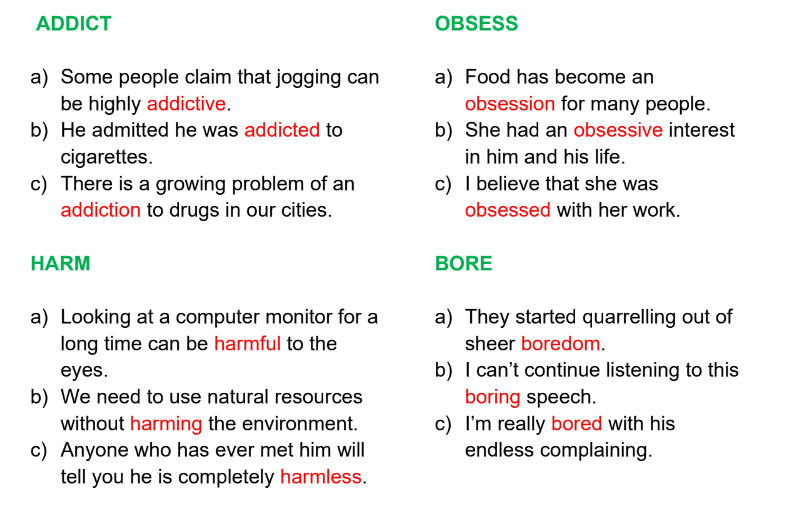 ADDICT
a) Some people claim that jogging can
be highly addictive.
b) He admitted he was addicted to
cigarettes.
c) There is a growing problem of an
addiction to drugs in our cities.
OBSESS
a) Food has become an
obsession for many people.
b) She had an obsessive interest
in him and his life.
c) I believe that she was
obsessed with her work.
HARM
a) Looking at a computer monitor for a
long time can be harmful to the
eyes.
b) We need to use natural resources
without harming the environment.
c) Anyone who has ever met him will
tell you he is completely harmless.
BORE
a) They started quarrelling out of
sheer boredom.
b) I can’t continue listening to this
boring speech.
c) I’m really bored with his
endless complaining.